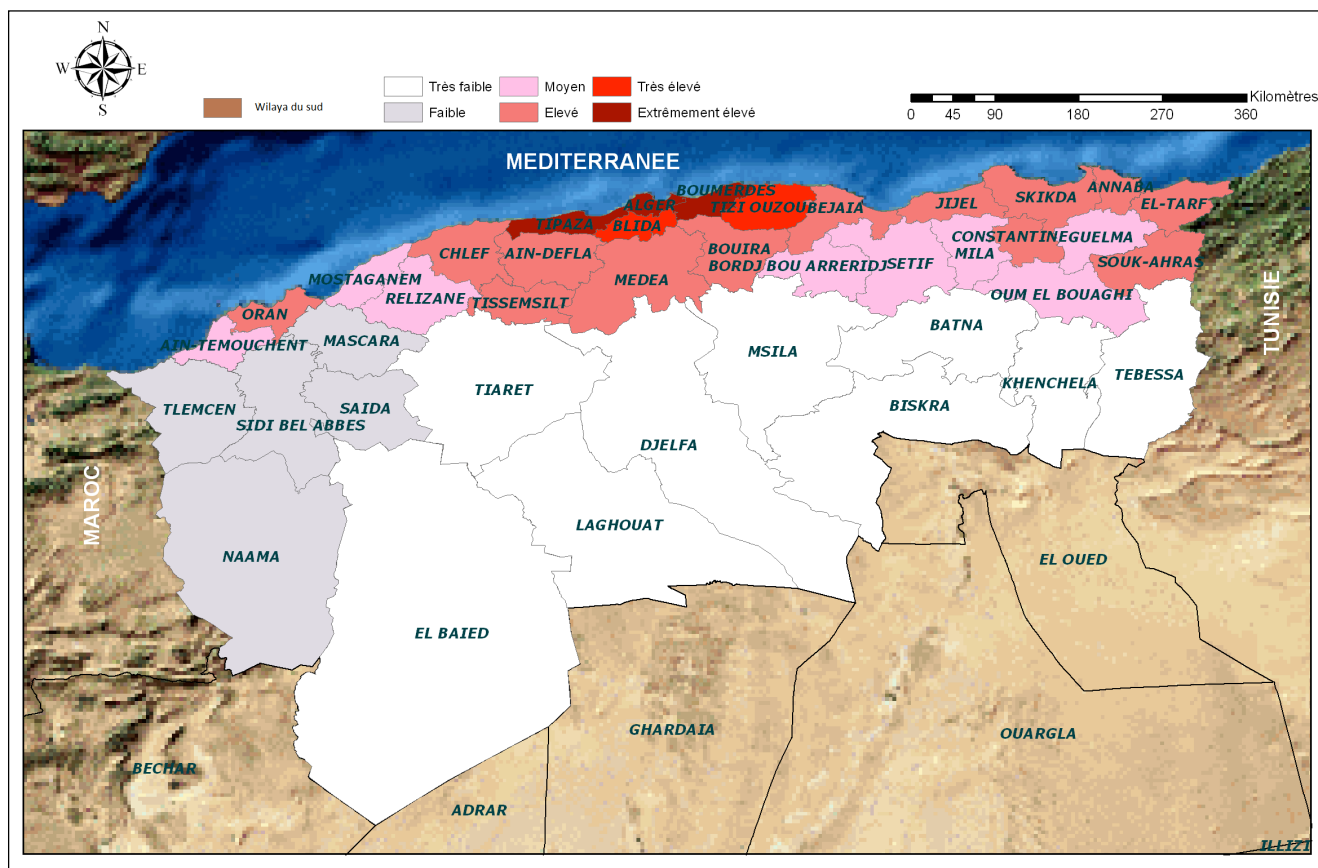 N
W E
S
Wilaya du sud
Très faible
Moyen
Très élevé
Faible
Elevé
Extrêmement élevé
Kilomètres
0 45 90 180 270 360
MEDITERRANEE
BOUMERDES
ALGER
TIZI OUZOU
BEJAIA
JIJEL
SKIKDA
ANNABA
EL-TARF
TIPAZA
BLIDA
CHLEF
AIN-DEFLA
BOUIRA
CONSTANTINE
GUELMA
MILA
SOUK-AHRAS
MEDEA
BORDJ BOU ARRERIDJ
SETIF
MOSTAGANEM
RELIZANE
TISSEMSILT
OUM EL BOUAGHI
ORAN
AIN-TEMOUCHENT
MASCARA
BATNA
MSILA
TUNISIE
TLEMCEN
SIDI BEL ABBES
SAIDA
TIARET
KHENCHELA
TEBESSA
BISKRA
DJELFA
MAROC
NAAMA
LAGHOUAT
EL OUED
EL BAIED
GHARDAIA
OUARGLA
BECHAR
ADRAR
ILLIZI